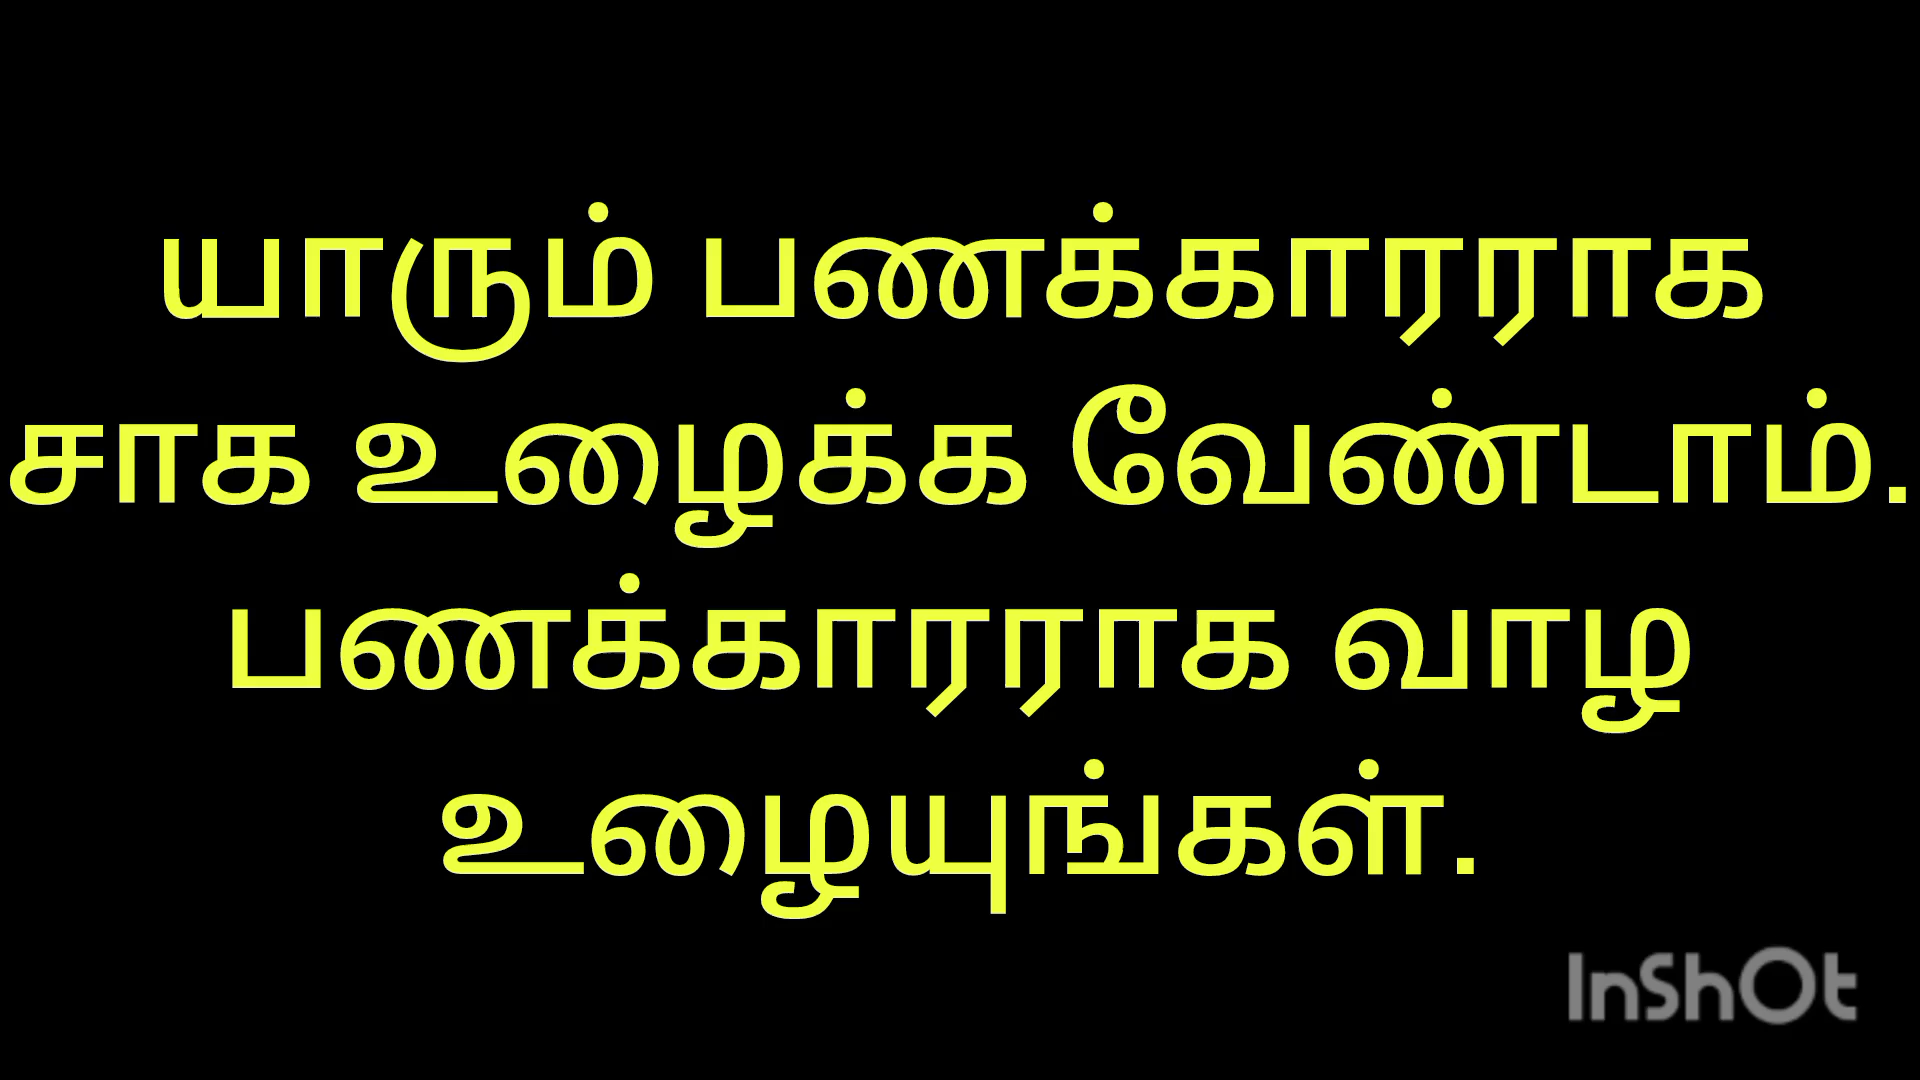 யாரும் பணக்காரராக
சாக உழைக்க வேண்டாம்.
பணக்காரராக வாழ
உழையுங்கள்.
InShOt